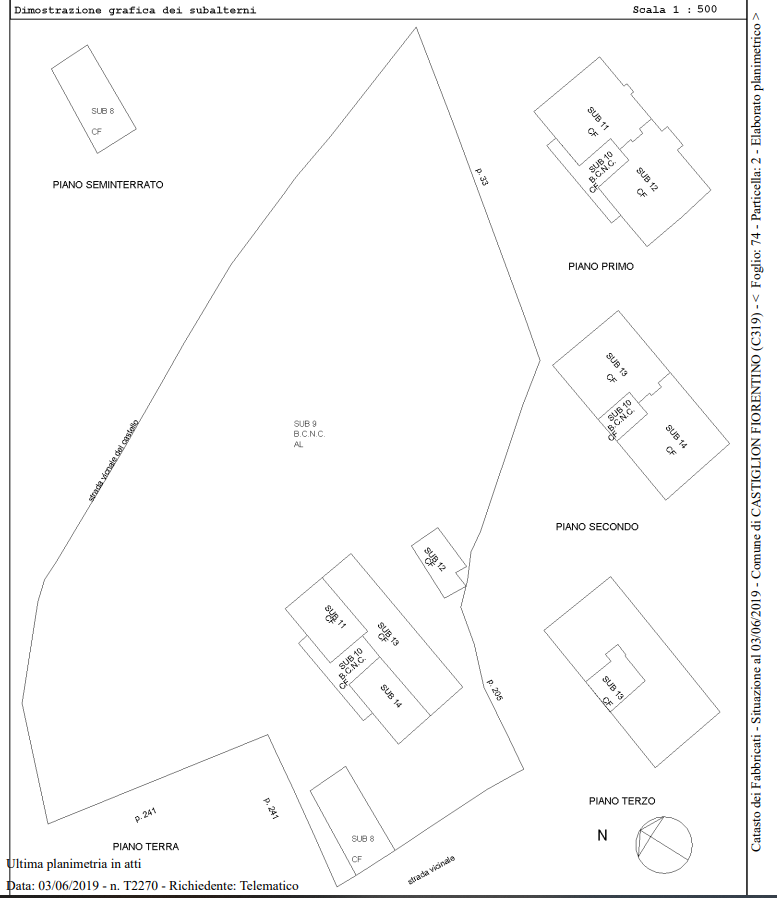 Dimostrazione grafica dei subalterni
Scala 1 : 500
SUB 8
CF
PIANO SEMINTERRATO
p. 33
SUB 11
CF
SUB 10
B.C.N.C.
CF
SUB 12
CF
PIANO PRIMO
SUB 13
CF
SUB 10
B.C.N.C.
CF
SUB 14
CF
PIANO SECONDO
SUB 9
B.C.N.C.
AL
strada vicnale del castello
SUB 12
CF
SUB 11
CF
SUB 13
CF
SUB 10
B.C.N.C.
CF
SUB 14
p. 205
SUB 13
CF
PIANO TERZO
N
p. 241
p. 241
SUB 8
CF
strada vicinale
PIANO TERRA
Ultima planimetria in atti
Data: 03/06/2019 - n. T2270 - Richiedente: Telematico
Catasto dei Fabbricati - Situazione al 03/06/2019 - Comune di CASTIGLION FIORENTINO (C319) - < Foglio: 74 - Particella: 2 - Elaborato planimetrico >